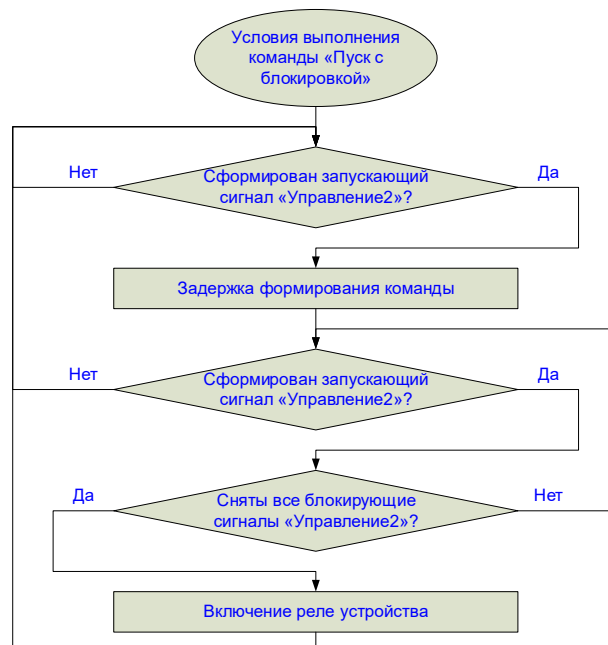 Условия выполнения
команды «Пуск с
блокировкой»
Нет
Сформирован запускающий
сигнал «Управление2»?
Да
Задержка формирования команды
Нет
Сформирован запускающий
сигнал «Управление2»?
Да
Да
Сняты все блокирующие
сигналы «Управление2»?
Нет
Включение реле устройства